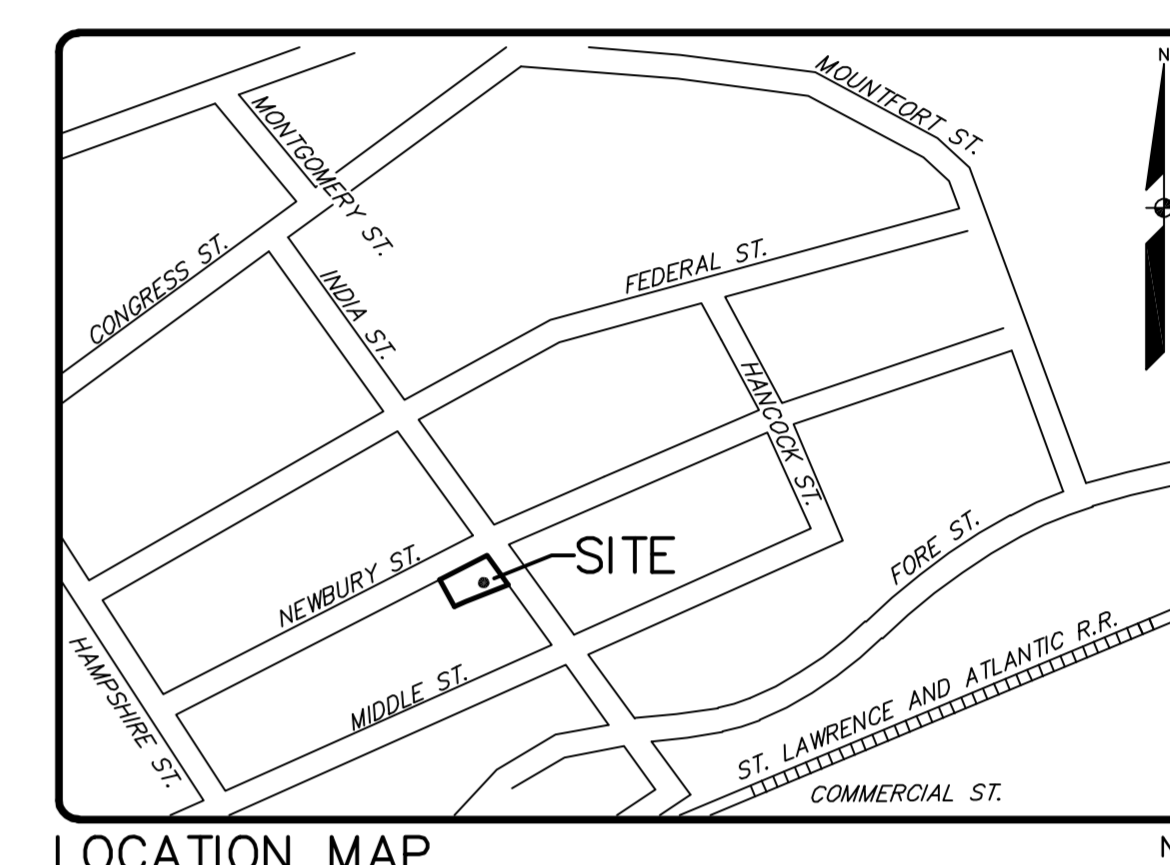 N
MOUNTFORT ST.
MONTGOMERY ST.
CONGRESS ST.
INDIA ST.
FEDERAL ST.
HANCOCK ST.
SITE
NEWBURY ST.
FORE ST.
HAMPSHIRE ST.
MIDDLE ST.
ST. LAWRENCE AND ATLANTIC R.R.
COMMERCIAL ST.
LOCATION MAP